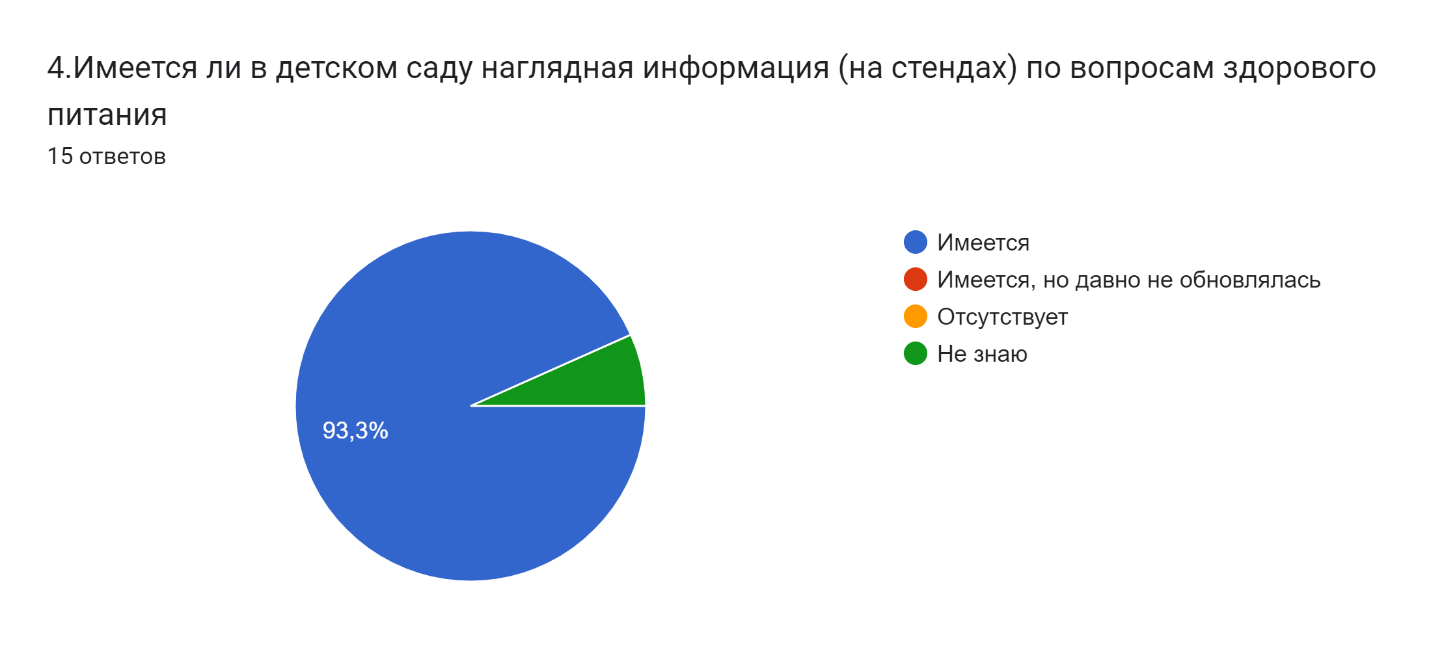 4.Имеется ли в детском саду наглядная информация (на стендах) по вопросам здорового
питания
15 ответов
Имеется
Имеется, но давно не обновлялась
Отсутствует
Не знаю
93,3%